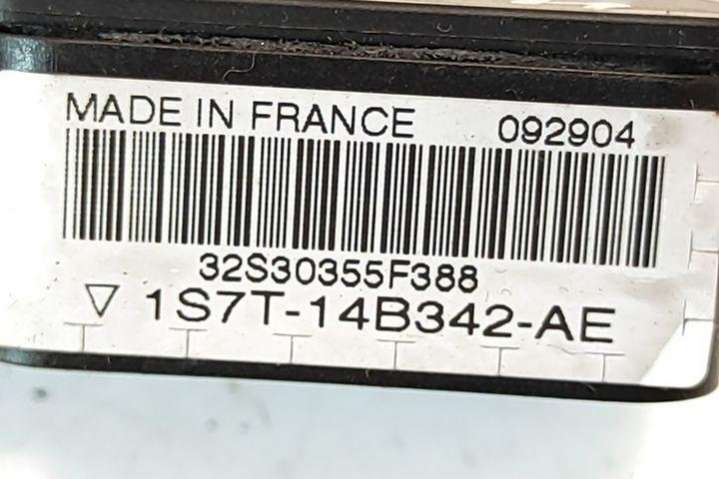 MADE IN FRANCE 092904
32S30355F388
1S7T-14B342-AE